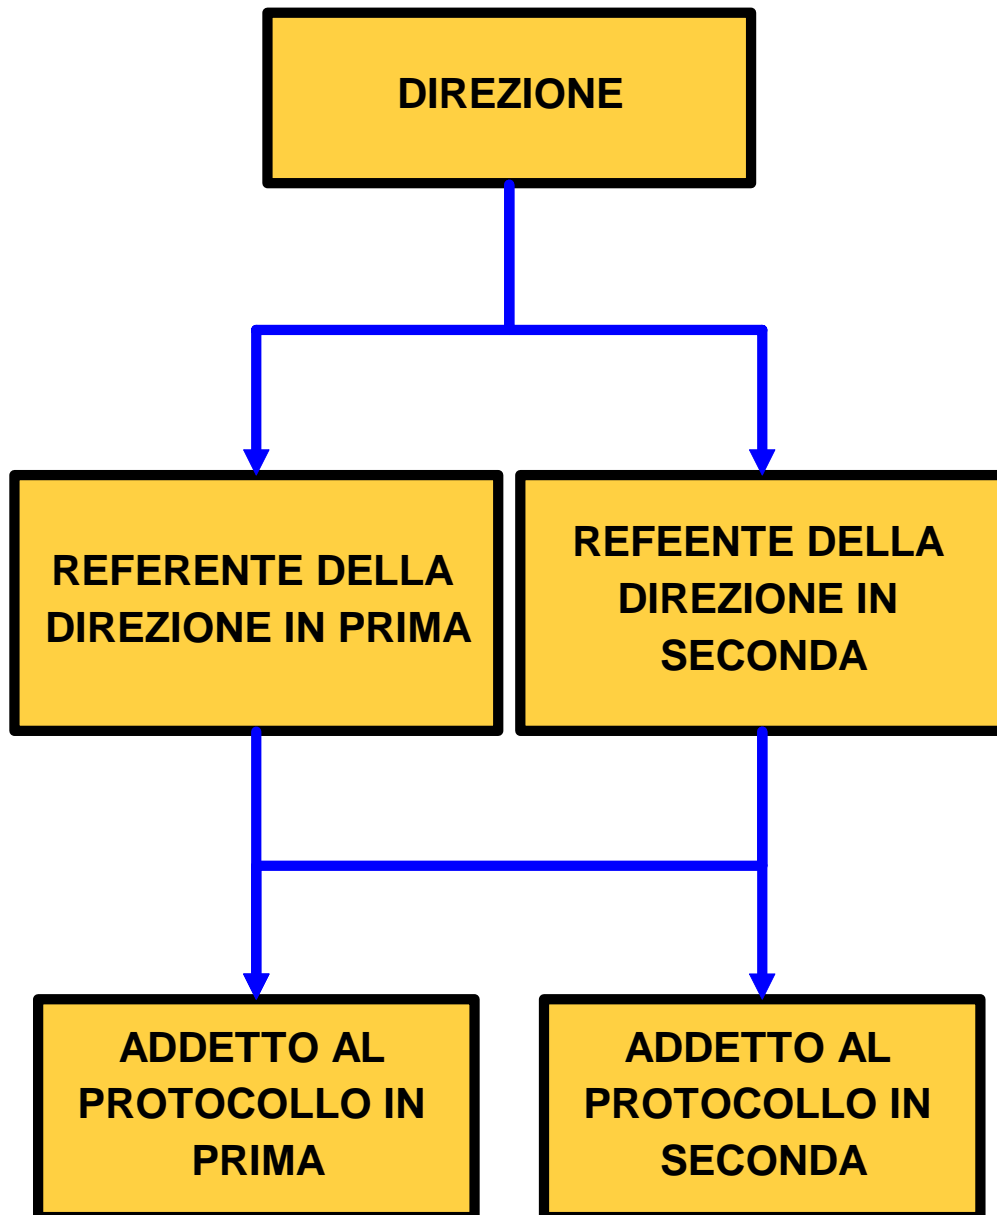 DIREZIONE
REFERENTE DELLA
DIREZIONE IN PRIMA
REFEENTE DELLA
DIREZIONE IN
SECONDA
ADDETTO AL
PROTOCOLLO IN
PRIMA
ADDETTO AL
PROTOCOLLO IN
SECONDA